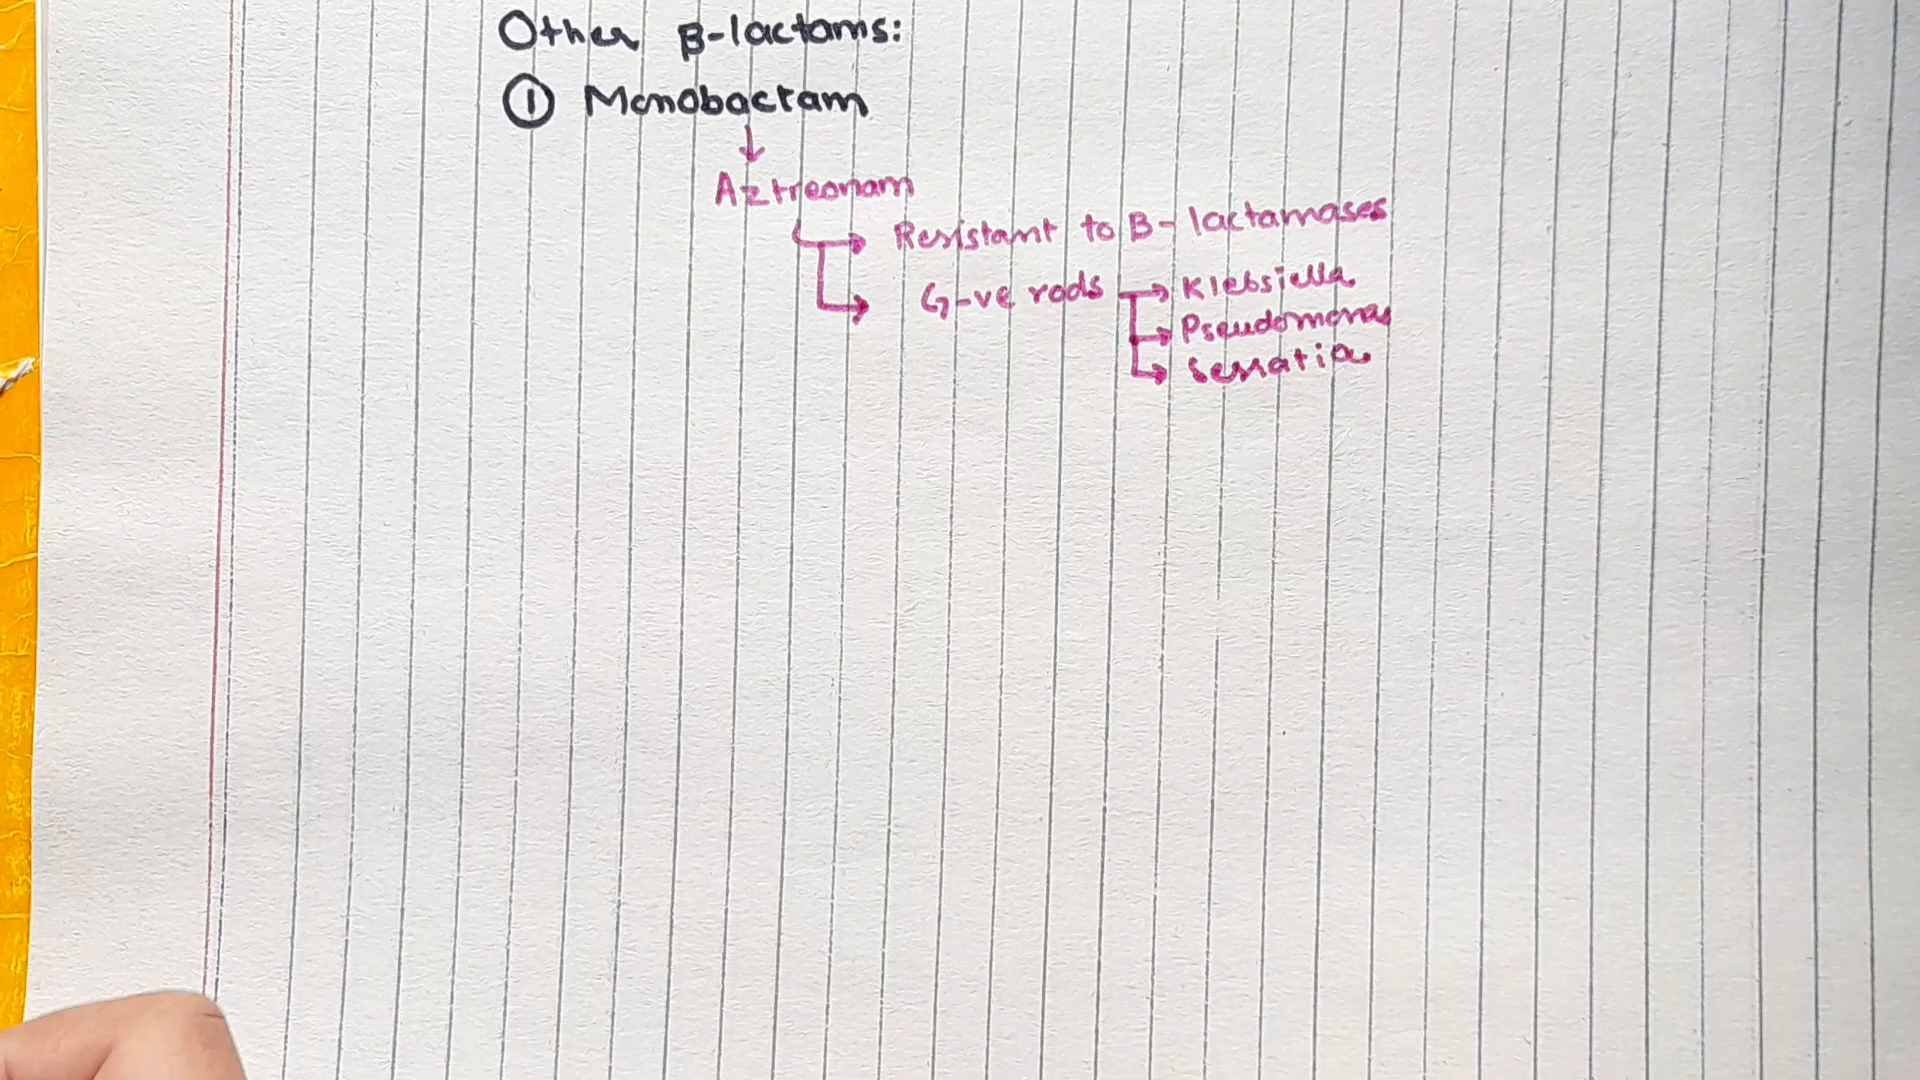 Other β-lactams:
① Monobactam
Aztreonam
Resistant to B-lactamases
G-ve rods
Klebsiella
Pseudomonas
Serratia